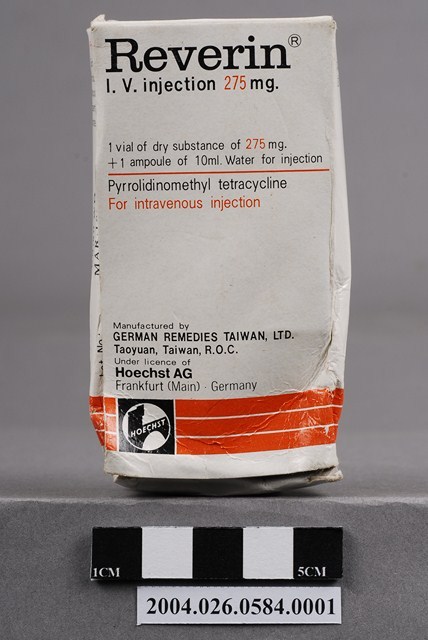 Reverin®
I. V. injection 275 mg.
1 vial of dry substance of 275 mg.
+ 1 ampoule of 10ml. Water for injection
Pyrrolidinomethyl tetracycline
For intravenous injection
Manufactured by
GERMAN REMEDIES TAIWAN, LTD.
Taoyuan, Taiwan, R.O.C.
Under licence of
Hoechst AG
Frankfurt (Main) · Germany
HOECHST
1CM 5CM
2004.026.0584.0001